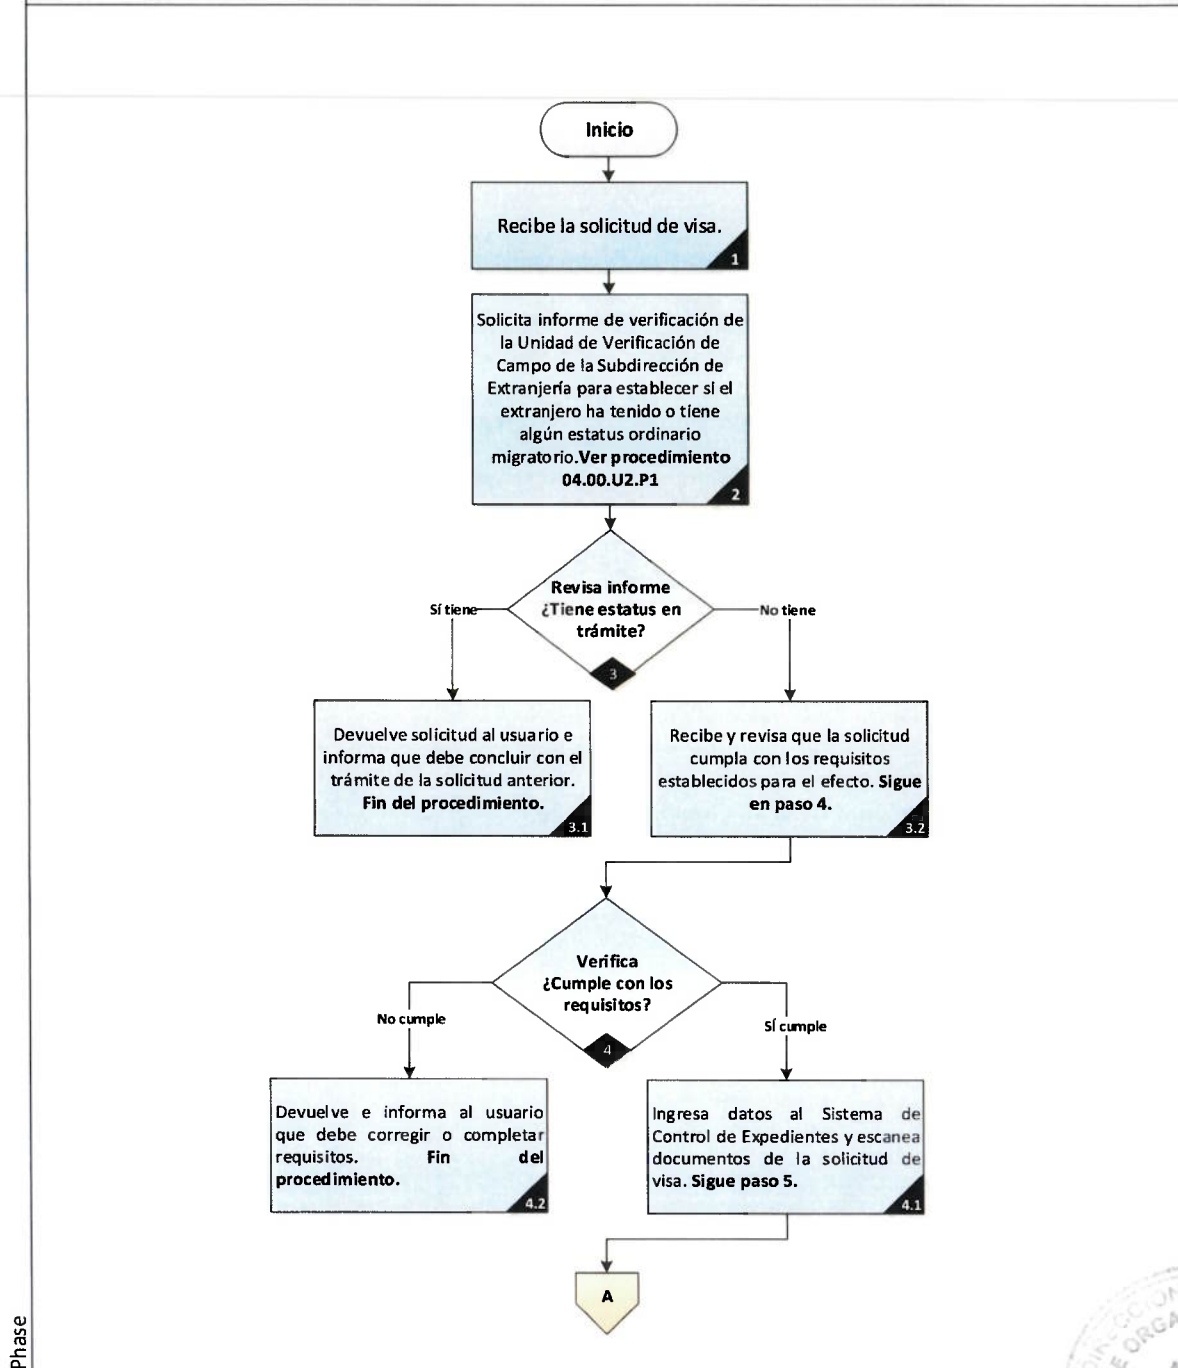 Inicio
Recibe la solicitud de visa.
1
Solicita informe de verificación de
la Unidad de Verificación de
Campo de la Subdirección de
Extranjería para establecer si el
extranjero ha tenido o tiene
algún estatus ordinario
migratorio.Ver procedimiento
04.00.U2.P1
2
Revisa informe
¿Tiene estatus en
trámite?
3
Sí tiene
No tiene
Devuelve solicitud al usuario e
informa que debe concluir con el
trámite de la solicitud anterior.
Fin del procedimiento.
3.1
Recibe y revisa que la solicitud
cumpla con los requisitos
establecidos para el efecto. Sigue
en paso 4.
3.2
Verifica
¿Cumple con los
requisitos?
4
No cumple
Sí cumple
Devuelve e informa al usuario
que debe corregir o completar
requisitos. Fin del
procedimiento.
4.2
Ingresa datos al Sistema de
Control de Expedientes y escanea
documentos de la solicitud de
visa. Sigue paso 5.
4.1
A
Phase